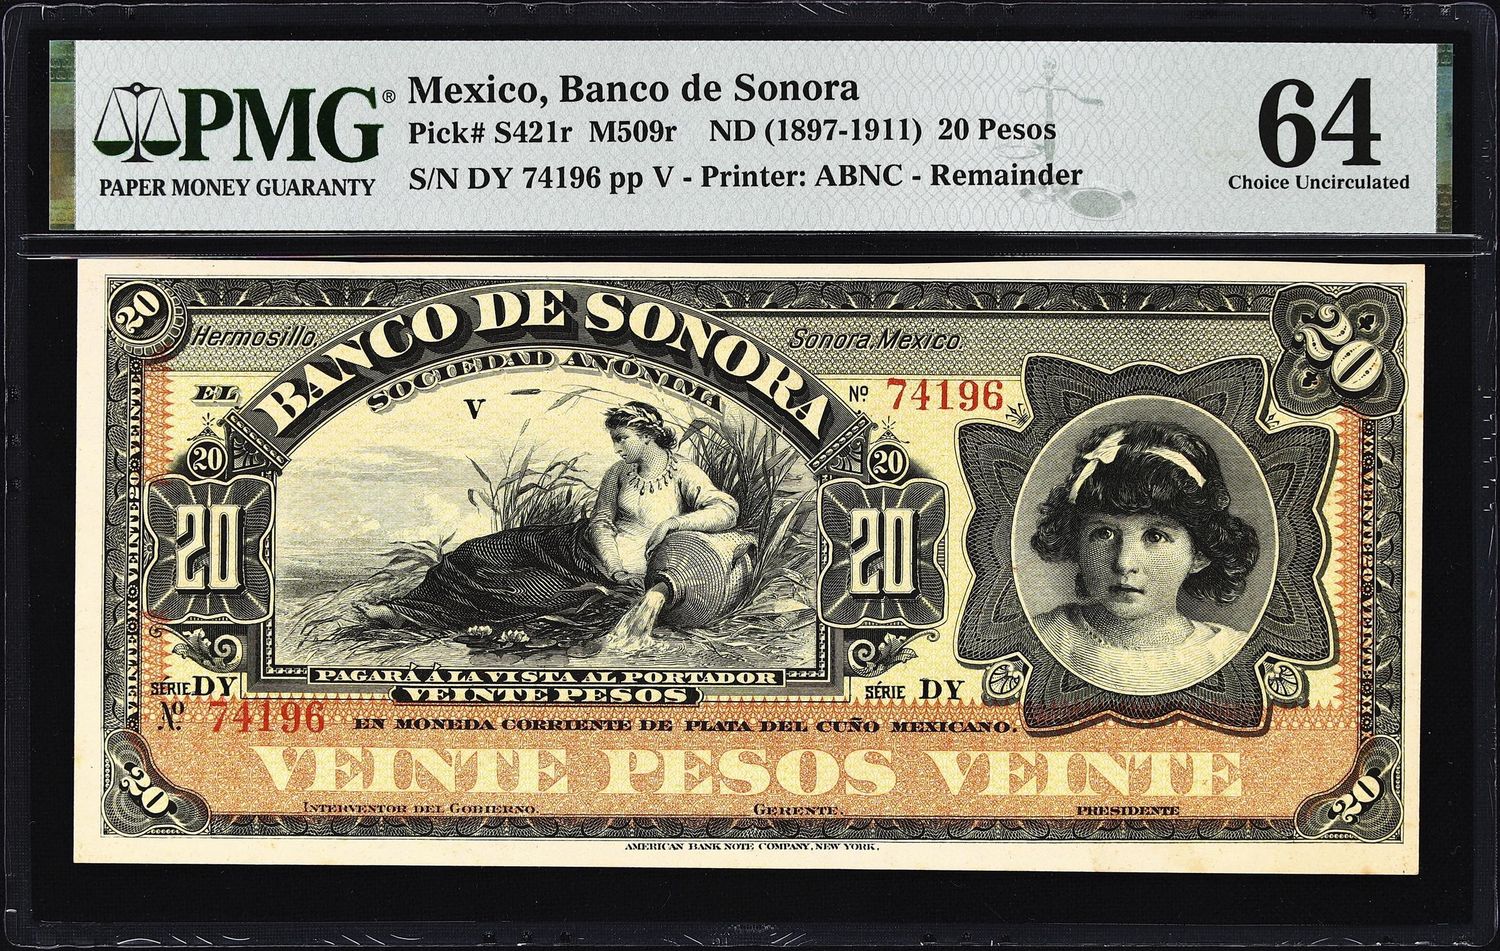 PMG®
PAPER MONEY GUARANTY
Mexico, Banco de Sonora
Pick# S421r M509r ND (1897-1911) 20 Pesos
S/N DY 74196 pp V - Printer: ABNC - Remainder
64
Choice Uncirculated
20
20
Hermosillo,
Sonora, Mexico.
EL
BANCO DE SONORA
SOCIEDAD ANÓNIMA
V
Nº 74196
20
20
20
20
PAGARÁ Á LA VISTA AL PORTADOR
VEINTE PESOS
SÉRIE DY
SÉRIE DY
Nº 74196
EN MONEDA CORRIENTE DE PLATA DEL CUÑO MEXICANO.
VEINTE PESOS VEINTE
20
20
INTERVENTOR DEL GOBIERNO.
GERENTE.
PRESIDENTE
AMERICAN BANK NOTE COMPANY, NEW YORK.